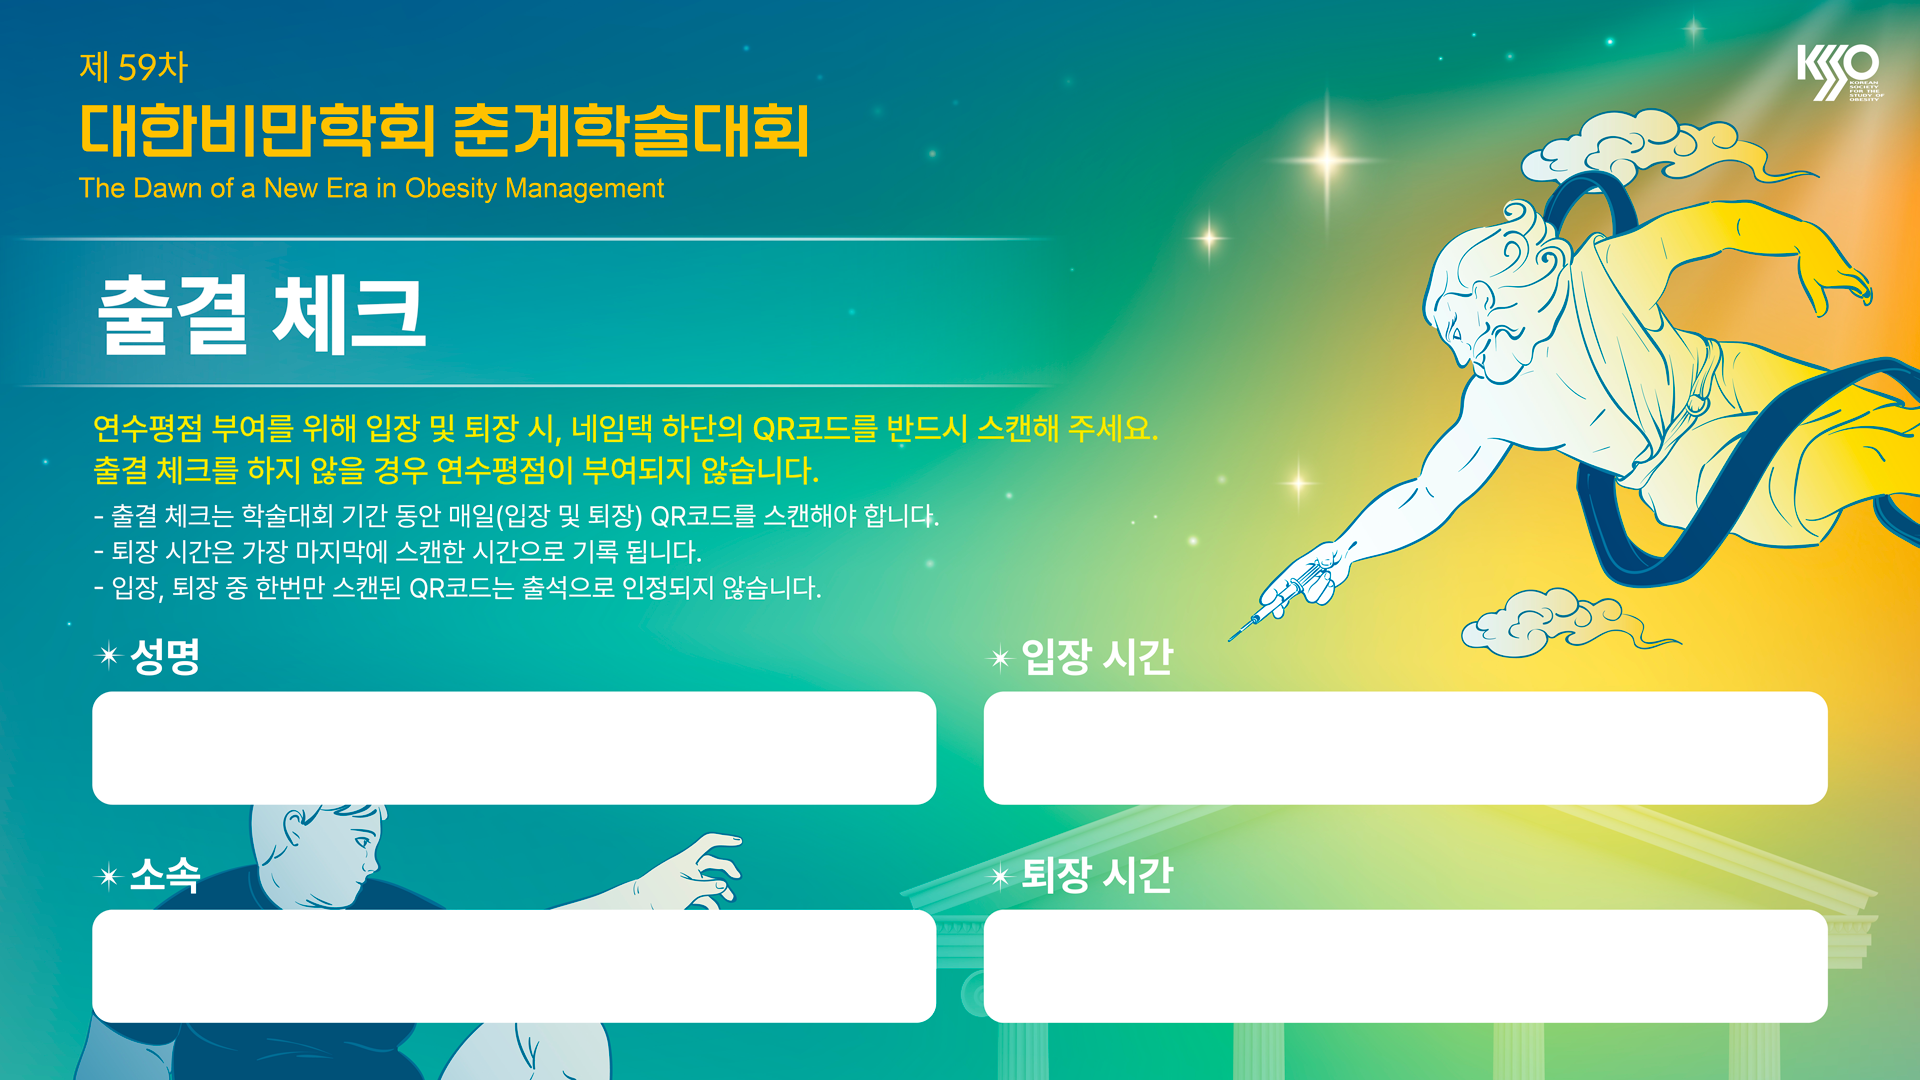 제 59차
대한비만학회 춘계학술대회
The Dawn of a New Era in Obesity Management
KSSO
KOREAN
SOCIETY
FOR THE
STUDY OF
OBESITY
출결 체크
연수평점 부여를 위해 입장 및 퇴장 시, 네임택 하단의 QR코드를 반드시 스캔해 주세요.
출결 체크를 하지 않을 경우 연수평점이 부여되지 않습니다.
- 출결 체크는 학술대회 기간 동안 매일(입장 및 퇴장) QR코드를 스캔해야 합니다.
- 퇴장 시간은 가장 마지막에 스캔한 시간으로 기록 됩니다.
- 입장, 퇴장 중 한번만 스캔된 QR코드는 출석으로 인정되지 않습니다.
성명
입장 시간
소속
퇴장 시간